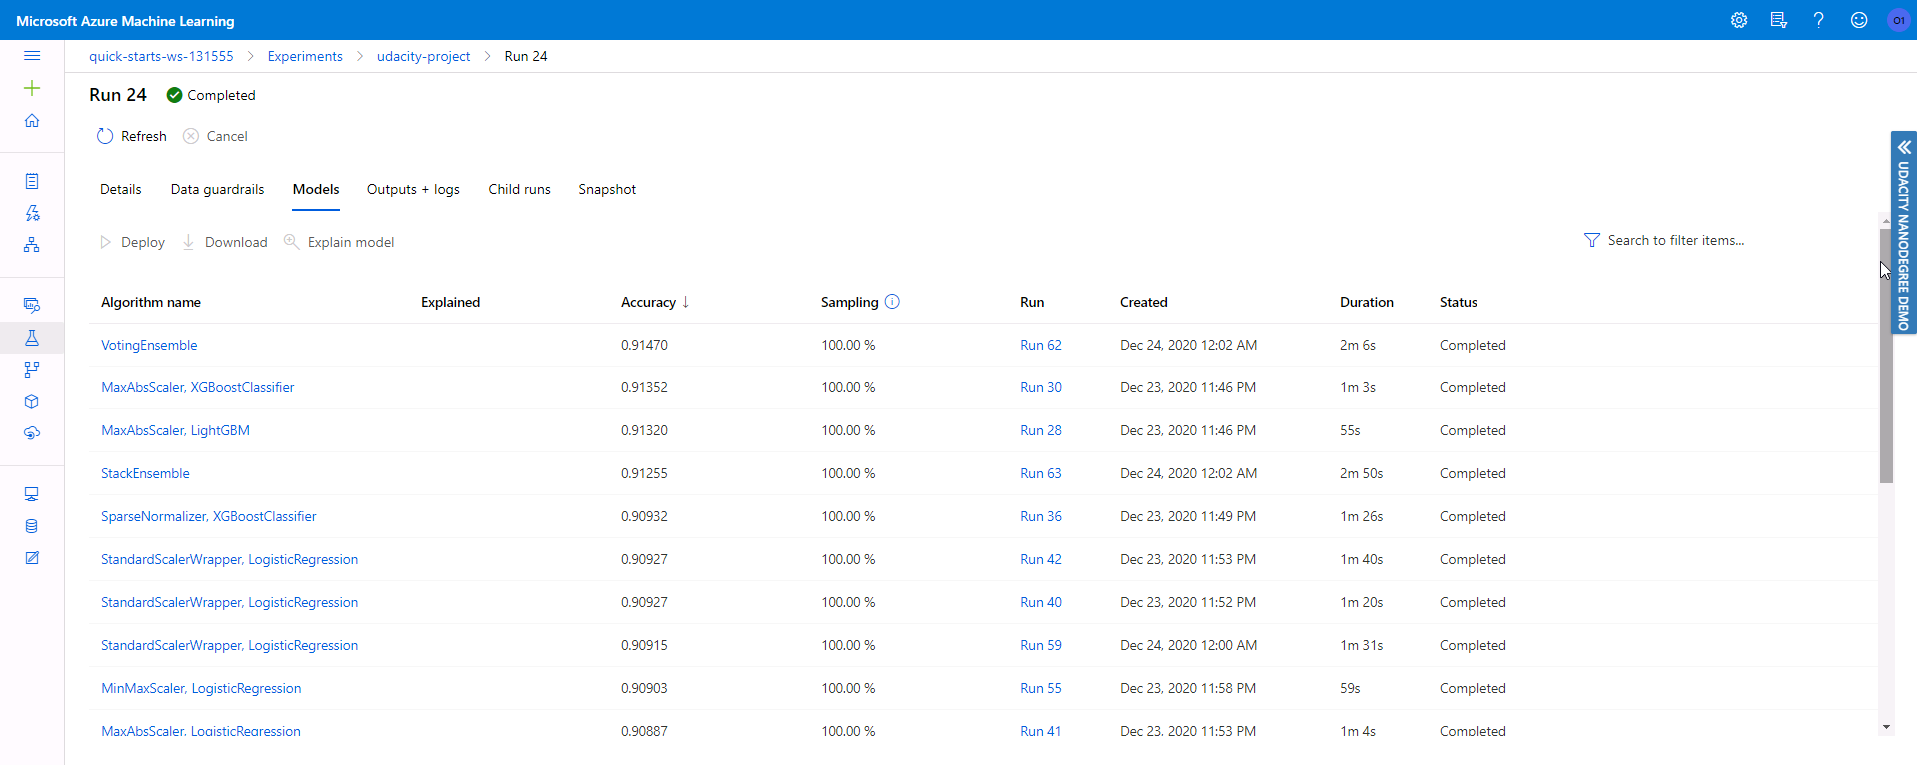 Microsoft Azure Machine Learning
O1
quick-starts-ws-131555 > Experiments > udacity-project > Run 24
Run 24 Completed
Refresh Cancel
Details Data guardrails Models Outputs + logs Child runs Snapshot
Deploy Download Explain model Search to filter items...
Algorithm name Explained Accuracy ↓ Sampling Run Created Duration Status
VotingEnsemble 0.91470 100.00 % Run 62 Dec 24, 2020 12:02 AM 2m 6s Completed
MaxAbsScaler, XGBoostClassifier 0.91352 100.00 % Run 30 Dec 23, 2020 11:46 PM 1m 3s Completed
MaxAbsScaler, LightGBM 0.91320 100.00 % Run 28 Dec 23, 2020 11:46 PM 55s Completed
StackEnsemble 0.91255 100.00 % Run 63 Dec 24, 2020 12:02 AM 2m 50s Completed
SparseNormalizer, XGBoostClassifier 0.90932 100.00 % Run 36 Dec 23, 2020 11:49 PM 1m 26s Completed
StandardScalerWrapper, LogisticRegression 0.90927 100.00 % Run 42 Dec 23, 2020 11:53 PM 1m 40s Completed
StandardScalerWrapper, LogisticRegression 0.90927 100.00 % Run 40 Dec 23, 2020 11:52 PM 1m 20s Completed
StandardScalerWrapper, LogisticRegression 0.90915 100.00 % Run 59 Dec 24, 2020 12:00 AM 1m 31s Completed
MinMaxScaler, LogisticRegression 0.90903 100.00 % Run 55 Dec 23, 2020 11:58 PM 59s Completed
MaxAbsScaler, LogisticRegression 0.90887 100.00 % Run 41 Dec 23, 2020 11:53 PM 1m 4s Completed
UDACITY NANODEGREE DEMO